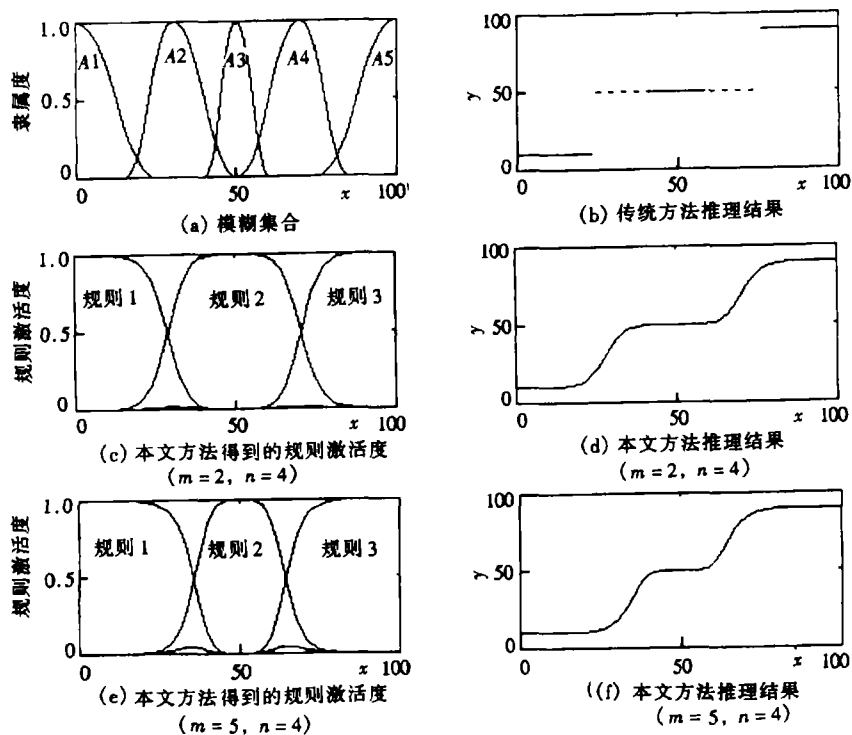 1.0
A1
A2
A3
A4
A5
隶属度
0.5
0
0
50
x
100
(a) 模糊集合
100
y
50
0
0
50
x
100
(b) 传统方法推理结果
1.0
规则 1
规则 2
规则 3
规则激活度
0.5
0
0
50
x
100
(c) 本文方法得到的规则激活度
(m = 2, n = 4)
100
y
50
0
0
50
x
100
(d) 本文方法推理结果
(m = 2, n = 4)
1.0
规则 1
规则 2
规则 3
规则激活度
0.5
0
0
50
x
100
(e) 本文方法得到的规则激活度
(m = 5, n = 4)
100
y
50
0
0
50
x
100
((f) 本文方法推理结果
(m = 5, n = 4)